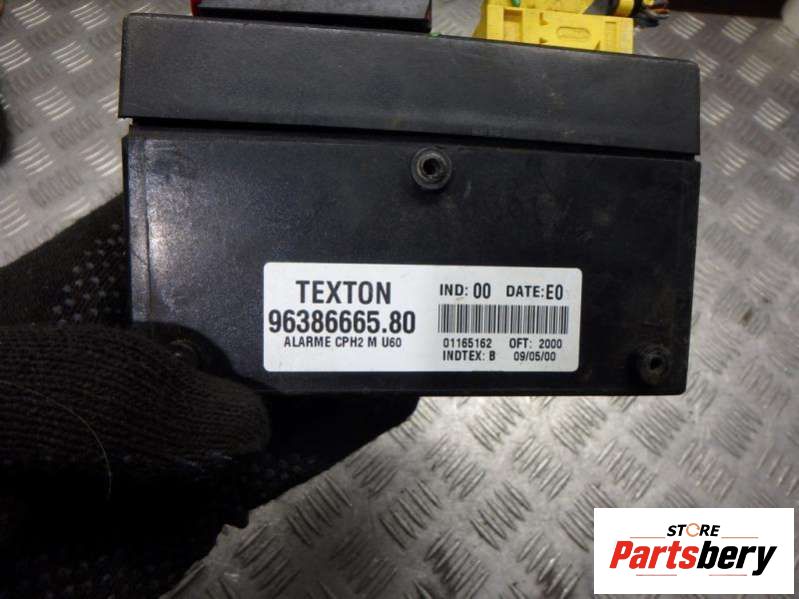 TEXTON
IND: 00 DATE: E0
96386665.80
ALARME CPH2 M U60
01165162 OFT: 2000
INDTEX: B 09/05/00
STORE
Partsbery